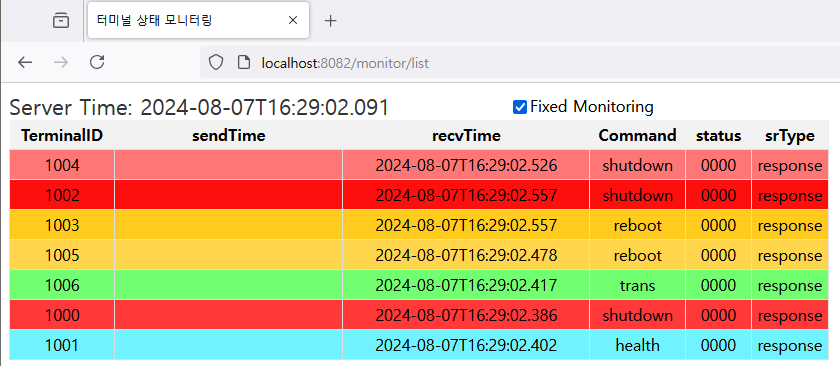 터미널 상태 모니터링
localhost:8082/monitor/list
Server Time: 2024-08-07T16:29:02.091 Fixed Monitoring
TerminalID sendTime recvTime Command status srType
1004 2024-08-07T16:29:02.526 shutdown 0000 response
1002 2024-08-07T16:29:02.557 shutdown 0000 response
1003 2024-08-07T16:29:02.557 reboot 0000 response
1005 2024-08-07T16:29:02.478 reboot 0000 response
1006 2024-08-07T16:29:02.417 trans 0000 response
1000 2024-08-07T16:29:02.386 shutdown 0000 response
1001 2024-08-07T16:29:02.402 health 0000 response